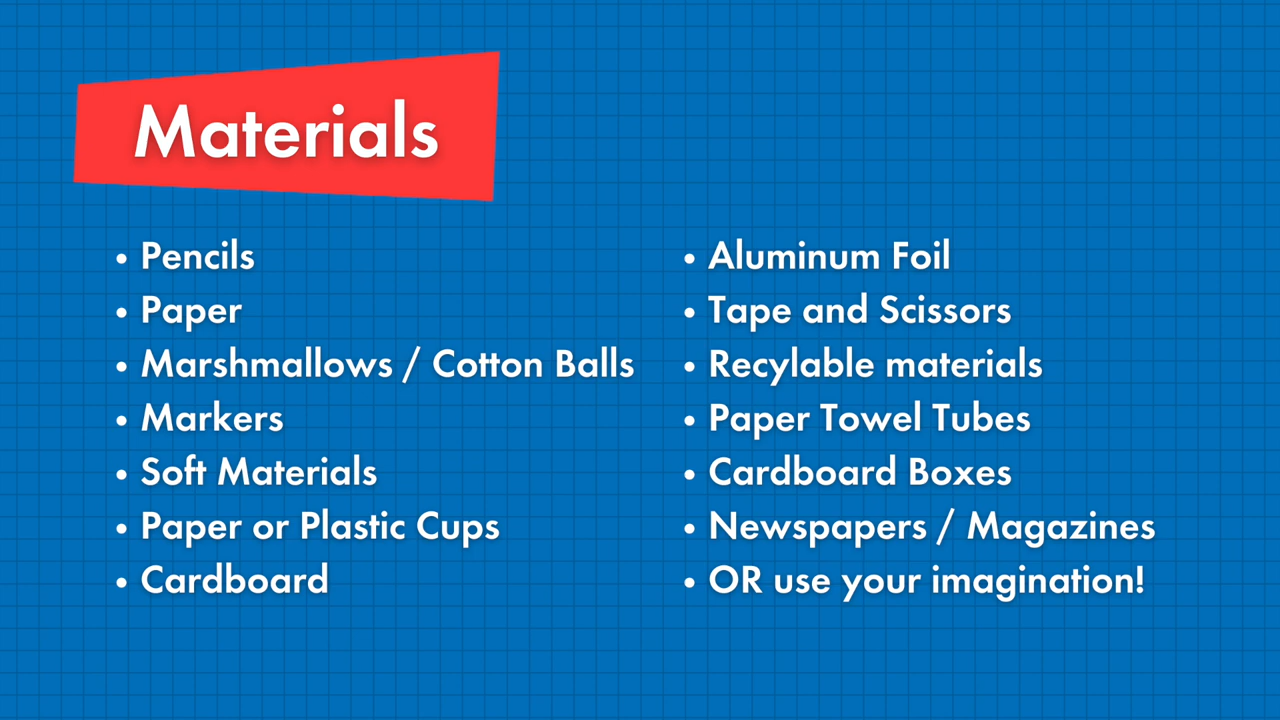 Materials
• Pencils
• Paper
• Marshmallows / Cotton Balls
• Markers
• Soft Materials
• Paper or Plastic Cups
• Cardboard
• Aluminum Foil
• Tape and Scissors
• Recylable materials
• Paper Towel Tubes
• Cardboard Boxes
• Newspapers / Magazines
• OR use your imagination!